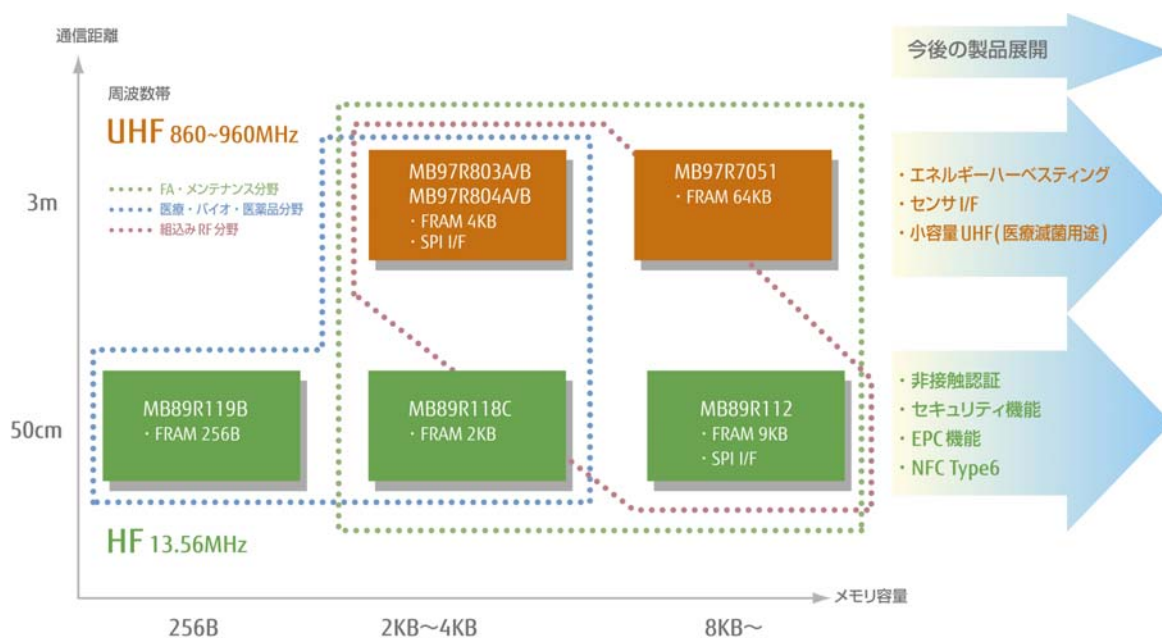 通信距離
今後の製品展開
周波数帯
UHF 860~960MHz
FA・メンテナンス分野
医療・バイオ・医薬品分野
組込みRF分野
3m
MB97R803A/B
MB97R804A/B
・FRAM 4KB
・SPI I/F
MB97R7051
・FRAM 64KB
・エネルギーハーベスティング
・センサ I/F
・小容量 UHF(医療滅菌用途)
50cm
MB89R119B
・FRAM 256B
MB89R118C
・FRAM 2KB
MB89R112
・FRAM 9KB
・SPI I/F
・非接触認証
・セキュリティ機能
・EPC 機能
・NFC Type6
HF 13.56MHz
メモリ容量
256B
2KB～4KB
8KB～